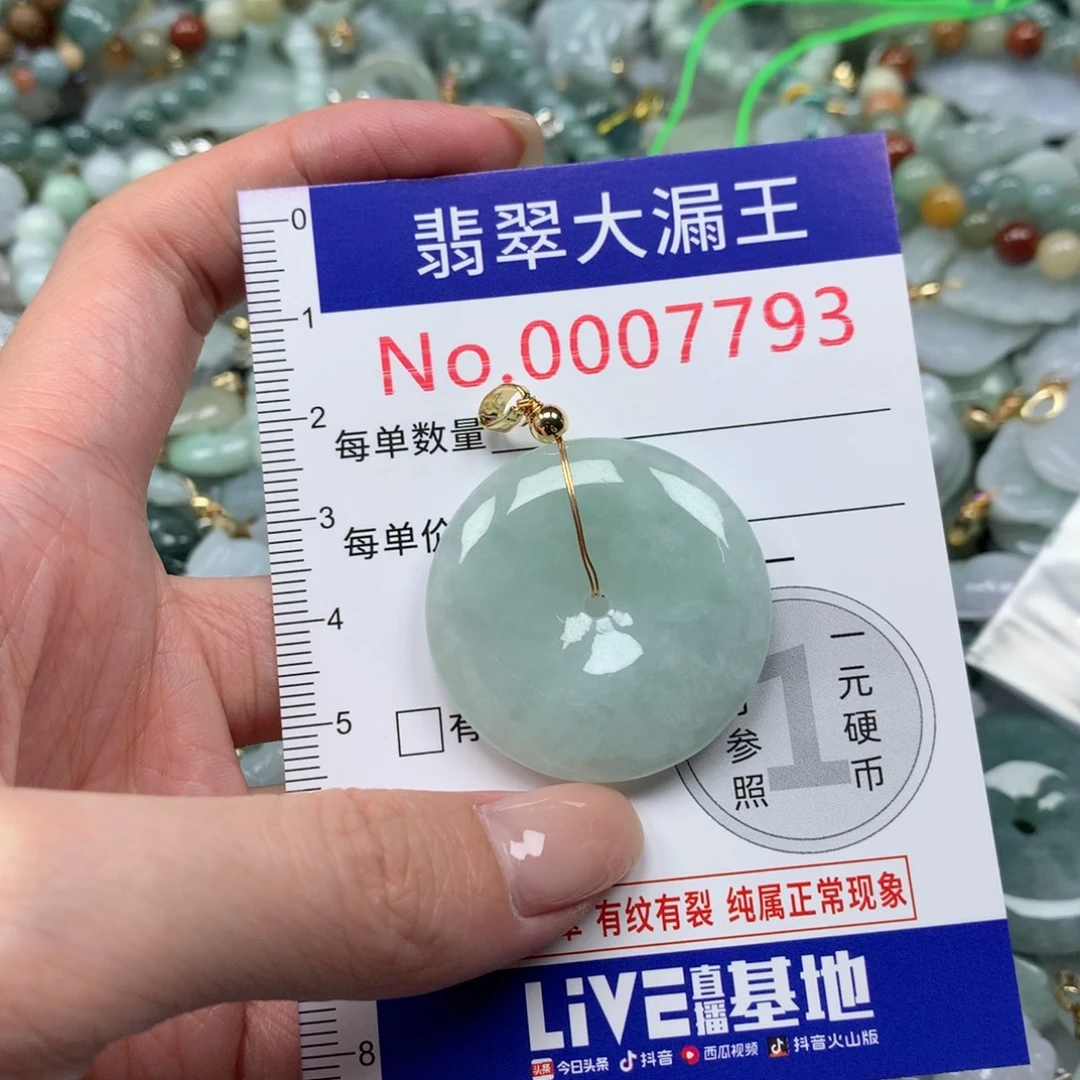 翡翠大漏王
No.0007793
0
1
2
3
4
5
8
每单数量
每单价
有
参照
1
一元硬币
有纹有裂 纯属正常现象
LiVE直播基地
头条 今日头条 抖音 西瓜视频 抖音火山版